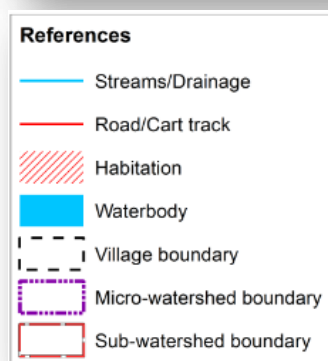 References
Streams/Drainage
Road/Cart track
Habitation
Waterbody
Village boundary
Micro-watershed boundary
Sub-watershed boundary